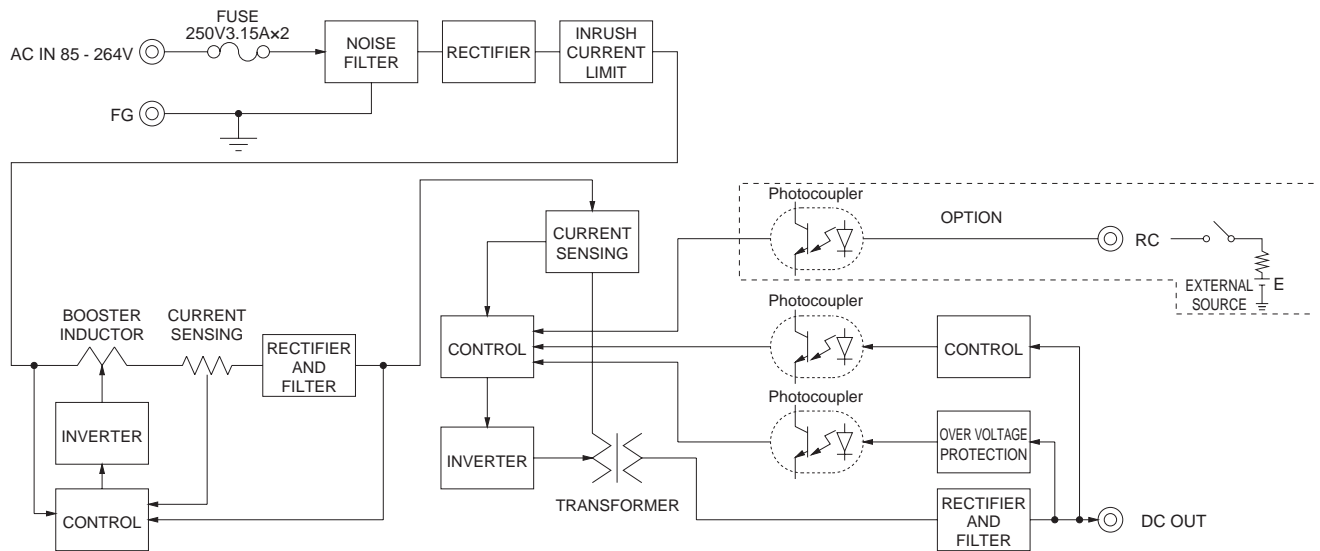 FUSE
250V3.15A×2
AC IN 85 - 264V
NOISE
FILTER
RECTIFIER
INRUSH
CURRENT
LIMIT
FG
Photocoupler
OPTION
RC
CURRENT
SENSING
EXTERNAL
SOURCE
E
BOOSTER
INDUCTOR
CURRENT
SENSING
RECTIFIER
AND
FILTER
CONTROL
Photocoupler
CONTROL
Photocoupler
INVERTER
INVERTER
OVER VOLTAGE
PROTECTION
TRANSFORMER
CONTROL
RECTIFIER
AND
FILTER
DC OUT